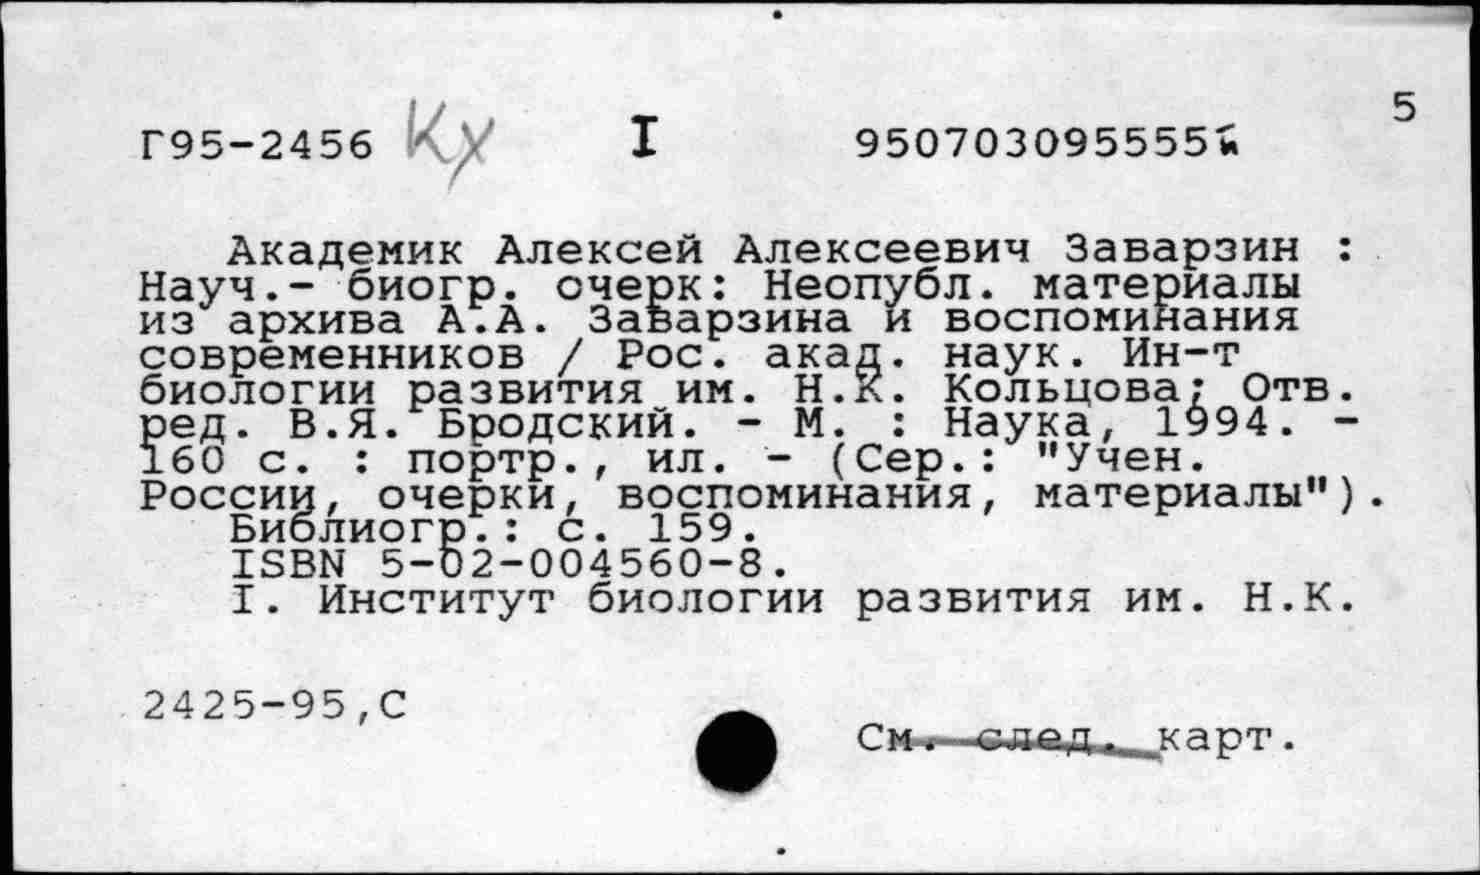 5
Г95-2456 Кх I 9507030955555
Академик Алексей Алексеевич Заварзин :
Науч.- биогр. очерк: Неопубл. материалы
из архива А.А. Заварзина и воспоминания
современников / Рос. акад. наук. Ин-т
биологии развития им. Н.К. Кольцова; Отв.
ред. В.Я. Бродский. - М. : Наука, 1994. -
160 с. : портр., ил. - (Сер.: "Учен.
России, очерки, воспоминания, материалы").
Библиогр.: с. 159.
ISBN 5-02-004560-8.
I. Институт биологии развития им. Н.К.
2425-95,С
См. след. карт.